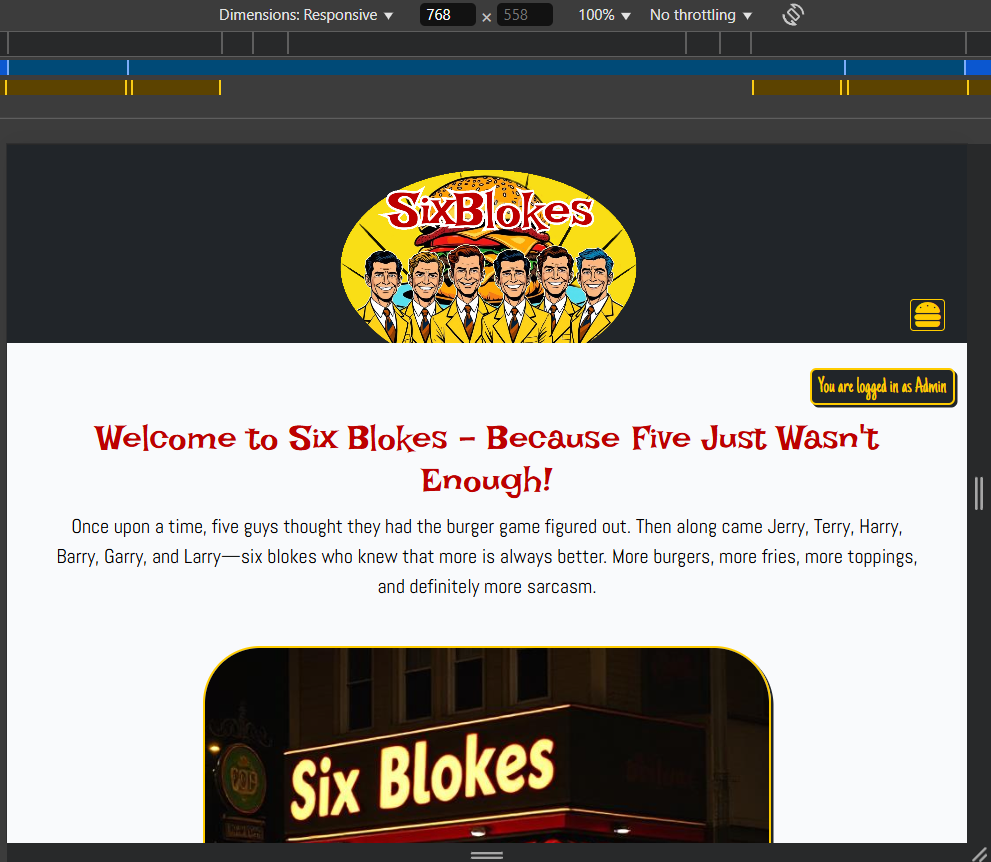 Dimensions: Responsive ▼ 768 × 558 100% ▼ No throttling ▼
SixBlokes
You are logged in as Admin
Welcome to Six Blokes – Because Five Just Wasn't
Enough!
Once upon a time, five guys thought they had the burger game figured out. Then along came Jerry, Terry, Harry,
Barry, Garry, and Larry—six blokes who knew that more is always better. More burgers, more fries, more toppings,
and definitely more sarcasm.
Six Blokes